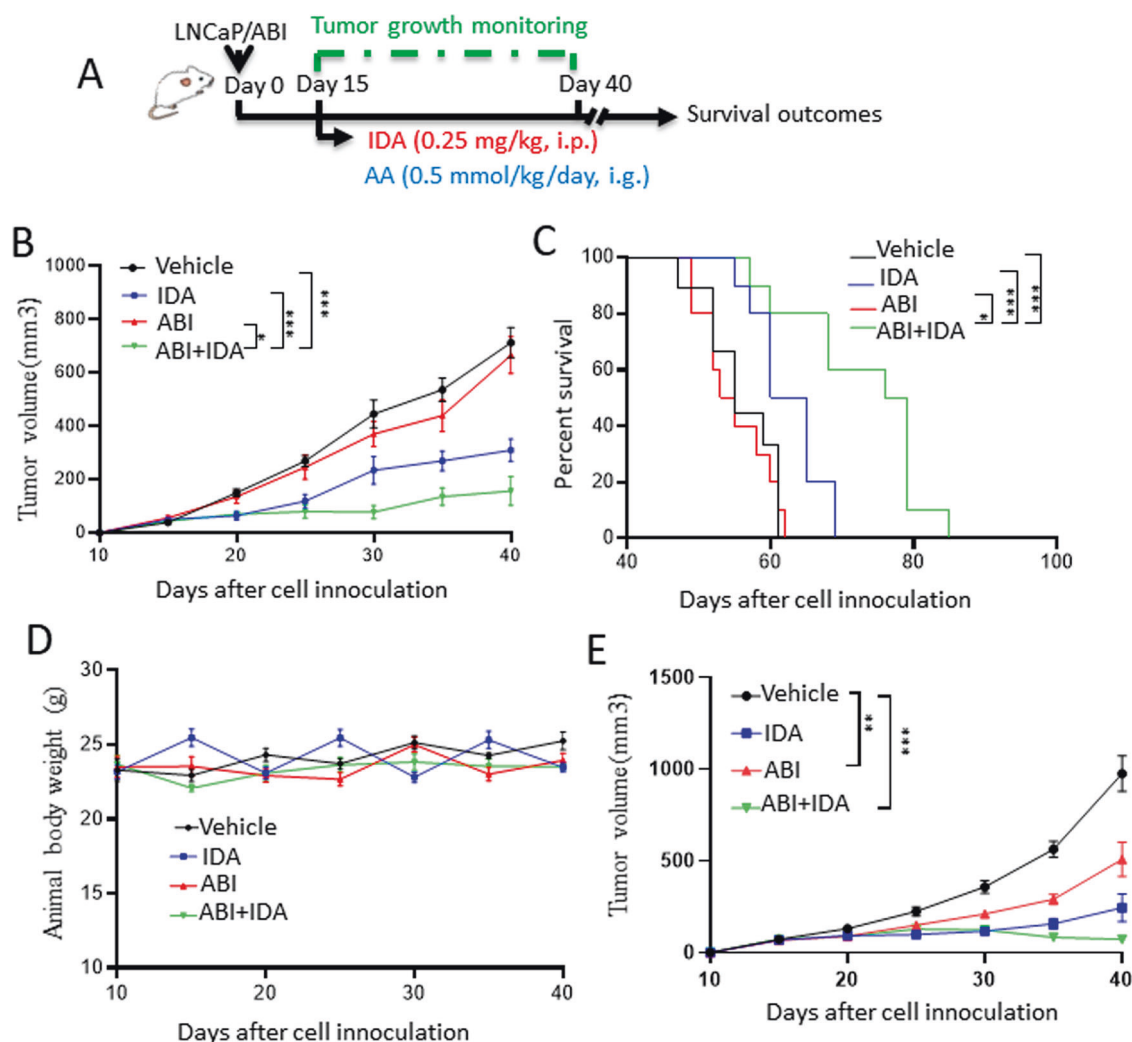 A
LNCaP/ABI
Tumor growth monitoring
Day 0
Day 15
Day 40
Survival outcomes
IDA (0.25 mg/kg, i.p.)
AA (0.5 mmol/kg/day, i.g.)
B
Tumor volume(mm3)
1000
800
600
400
200
0
10
20
30
40
Days after cell innoculation
Vehicle
IDA
ABI
ABI+IDA
*
***
***
C
Percent survival
100
80
60
40
20
0
40
60
80
100
Days after cell innoculation
Vehicle
IDA
ABI
ABI+IDA
*
***
***
D
Animal body weight (g)
30
25
20
15
10
10
20
30
40
Days after cell innoculation
Vehicle
IDA
ABI
ABI+IDA
E
Tumor volume(mm3)
1500
1000
500
0
10
20
30
40
Days after cell innoculation
Vehicle
IDA
ABI
ABI+IDA
**
***